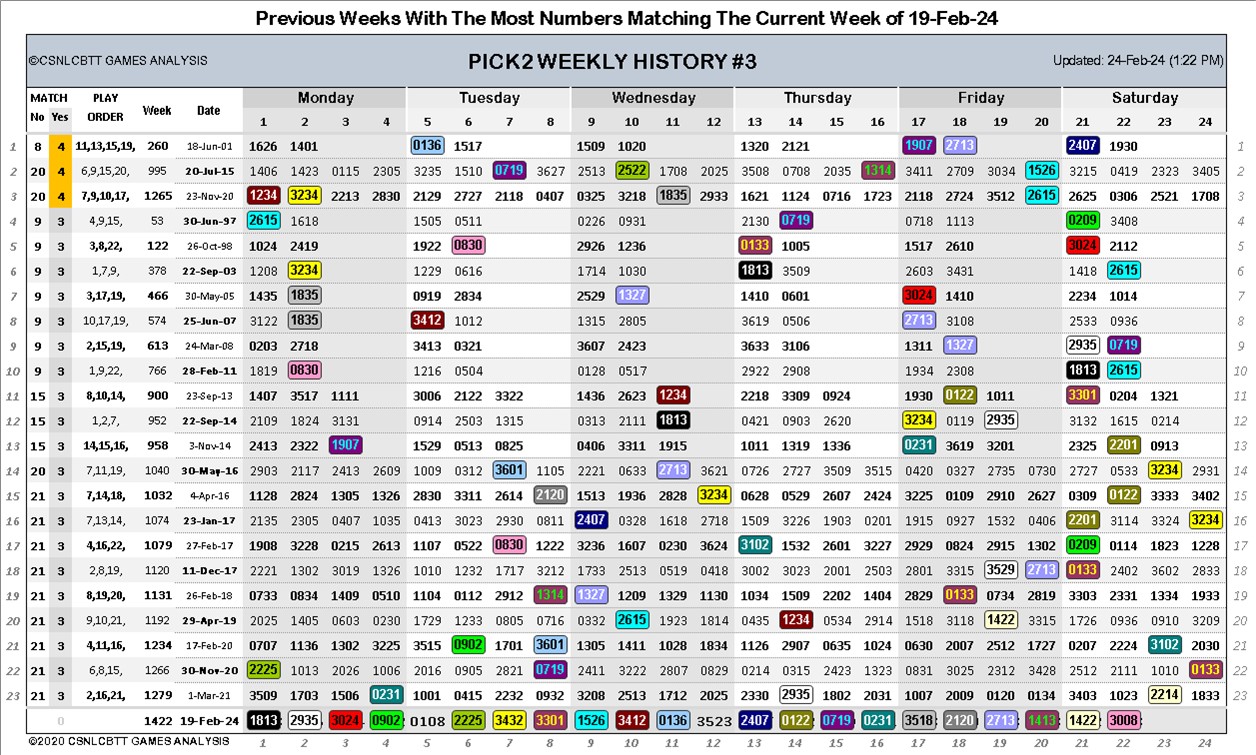 Previous Weeks With The Most Numbers Matching The Current Week of 19-Feb-24
©CSNLCBTT GAMES ANALYSIS PICK2 WEEKLY HISTORY #3 Updated: 24-Feb-24 (1:22 PM)
MATCH PLAY Week Date Monday Tuesday Wednesday Thursday Friday Saturday
No Yes ORDER 1 2 3 4 5 6 7 8 9 10 11 12 13 14 15 16 17 18 19 20 21 22 23 24
1 8 4 11,13,15,19, 260 18-Jun-01 1626 1401 0136 1517 1509 1020 1320 2121 1907 2713 2407 1930 1
2 20 4 6,9,15,20, 995 20-Jul-15 1406 1423 0115 2305 3235 1510 0719 3627 2513 2522 1708 2025 3508 0708 2035 1314 3411 2709 3034 1526 3215 0419 2323 3405 2
3 20 4 7,9,10,17, 1265 23-Nov-20 1234 3234 2213 2830 2129 2727 2118 0407 0325 3218 1835 2933 1621 1124 0716 1723 2118 2724 3512 2615 2625 0306 2521 1708 3
4 9 3 4,9,15, 53 30-Jun-97 2615 1618 1505 0511 0226 0931 2130 0719 0718 1113 0209 3408 4
5 9 3 3,8,22, 122 26-Oct-98 1024 2419 1922 0830 2926 1236 0133 1005 1517 2610 3024 2112 5
6 9 3 1,7,9, 378 22-Sep-03 1208 3234 1229 0616 1714 1030 1813 3509 2603 3431 1418 2615 6
7 9 3 3,17,19, 466 30-May-05 1435 1835 0919 2834 2529 1327 1410 0601 3024 1410 2234 1014 7
8 9 3 10,17,19, 574 25-Jun-07 3122 1835 3412 1012 1315 2805 3619 0506 2713 3108 2533 0936 8
9 9 3 2,15,19, 613 24-Mar-08 0203 2718 3413 0321 3607 2423 3633 3106 1311 1327 2935 0719 9
10 9 3 1,9,22, 766 28-Feb-11 1819 0830 1216 0504 0128 0517 2922 2908 1934 2308 1813 2615 10
11 15 3 8,10,14, 900 23-Sep-13 1407 3517 1111 3006 2122 3322 1436 2623 1234 2218 3309 0924 1930 0122 1011 3301 0204 1321 11
12 15 3 1,2,7, 952 22-Sep-14 2109 1824 3131 0914 2503 1315 0313 2111 1813 0421 0903 2620 3234 0119 2935 3132 1615 0214 12
13 15 3 14,15,16, 958 3-Nov-14 2413 2322 1907 1529 0513 0825 0406 3311 1915 1011 1319 1336 0231 3619 3201 2325 2201 0913 13
14 20 3 7,11,19, 1040 30-May-16 2903 2117 2413 2609 1009 0312 3601 1105 2221 0633 2713 3621 0726 2727 3509 3515 0420 0327 2735 0730 2727 0533 3234 2931 14
15 21 3 7,14,18, 1032 4-Apr-16 1128 2824 1305 1326 2830 3311 2614 2120 1513 1936 2828 3234 0628 0529 2607 2424 3225 0109 2910 2627 0309 0122 3333 3402 15
16 21 3 7,13,14, 1074 23-Jan-17 2135 2305 0407 1035 0413 3023 2930 0811 2407 0328 1618 2718 1509 3226 1903 0201 1915 0927 1532 0406 2201 3114 3324 3234 16
17 21 3 4,16,22, 1079 27-Feb-17 1908 3228 0215 2613 1107 0522 0830 1222 3236 1607 0230 3624 3102 1532 2601 3227 2929 0824 2915 1302 0209 0114 1823 1228 17
18 21 3 2,8,19, 1120 11-Dec-17 2221 1302 3015 1326 1010 1232 1717 3212 1733 2513 0519 0418 3002 3023 2001 2503 2801 3315 3529 2713 0133 2402 3602 2833 18
19 21 3 8,19,20, 1131 26-Feb-18 0733 0834 1409 0510 1104 0112 2912 1314 1327 1209 1329 1130 1034 1509 2202 1404 2829 0133 0734 2819 3303 2331 1334 1933 19
20 21 3 9,10,21, 1192 29-Apr-19 2025 1405 0603 0230 1729 1233 0815 0716 0330 2615 1923 1814 0435 1234 0534 2914 3118 3118 1422 3315 1726 0936 0910 3209 20
21 21 3 4,11,16, 1234 17-Feb-20 0707 1136 1302 3225 3515 0902 1701 3601 1305 1411 1028 1834 1126 2907 0635 1024 0630 2007 2512 1727 0207 2224 3102 2030 21
22 21 3 6,8,15, 1266 30-Nov-20 2225 1013 2026 1006 2016 0905 0821 0719 2411 3222 2807 0829 0214 0315 2423 1323 0831 3025 2312 3428 2512 2111 1010 0133 22
23 21 3 2,16,21, 1279 1-Mar-21 3509 1703 1506 0231 1001 0415 2232 0932 3208 2513 1712 2025 2330 2935 1802 2031 1007 2009 0120 0134 3403 1023 2214 1833 23
0 1422 19-Feb-24 1813 2935 3024 0902 0108 2225 3432 3301 1526 3412 0136 3523 2407 0122 0719 0231 3518 2120 2713 1413 1422 3008
©2020 CSNLCBTT GAMES ANALYSIS 1 2 3 4 5 6 7 8 9 10 11 12 13 14 15 16 17 18 19 20 21 22 23 24